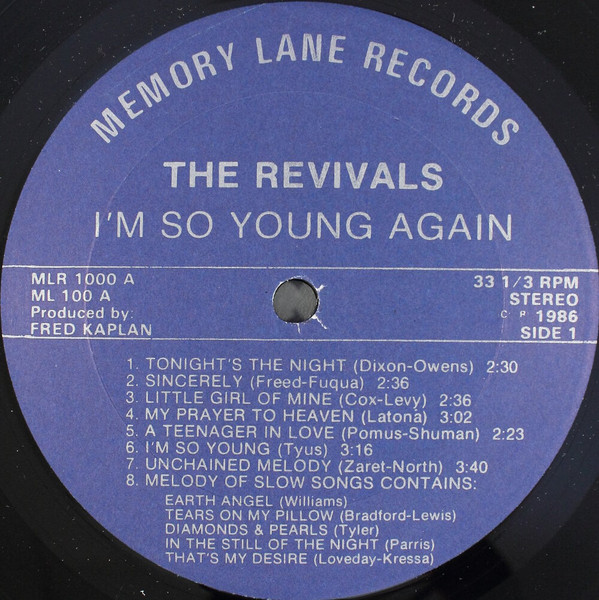 MEMORY LANE RECORDS
THE REVIVALS
I'M SO YOUNG AGAIN
MLR 1000 A
ML 100 A
Produced by:
FRED KAPLAN
33 1/3 RPM
STEREO
C P 1986
SIDE 1
1. TONIGHT'S THE NIGHT (Dixon-Owens) 2:30
2. SINCERELY (Freed-Fuqua) 2:36
3. LITTLE GIRL OF MINE (Cox-Levy) 2:36
4. MY PRAYER TO HEAVEN (Latona) 3:02
5. A TEENAGER IN LOVE (Pomus-Shuman) 2:23
6. I'M SO YOUNG (Tyus) 3:16
7. UNCHAINED MELODY (Zaret-North) 3:40
8. MELODY OF SLOW SONGS CONTAINS:
EARTH ANGEL (Williams)
TEARS ON MY PILLOW (Bradford-Lewis)
DIAMONDS & PEARLS (Tyler)
IN THE STILL OF THE NIGHT (Parris)
THAT'S MY DESIRE (Loveday-Kressa)